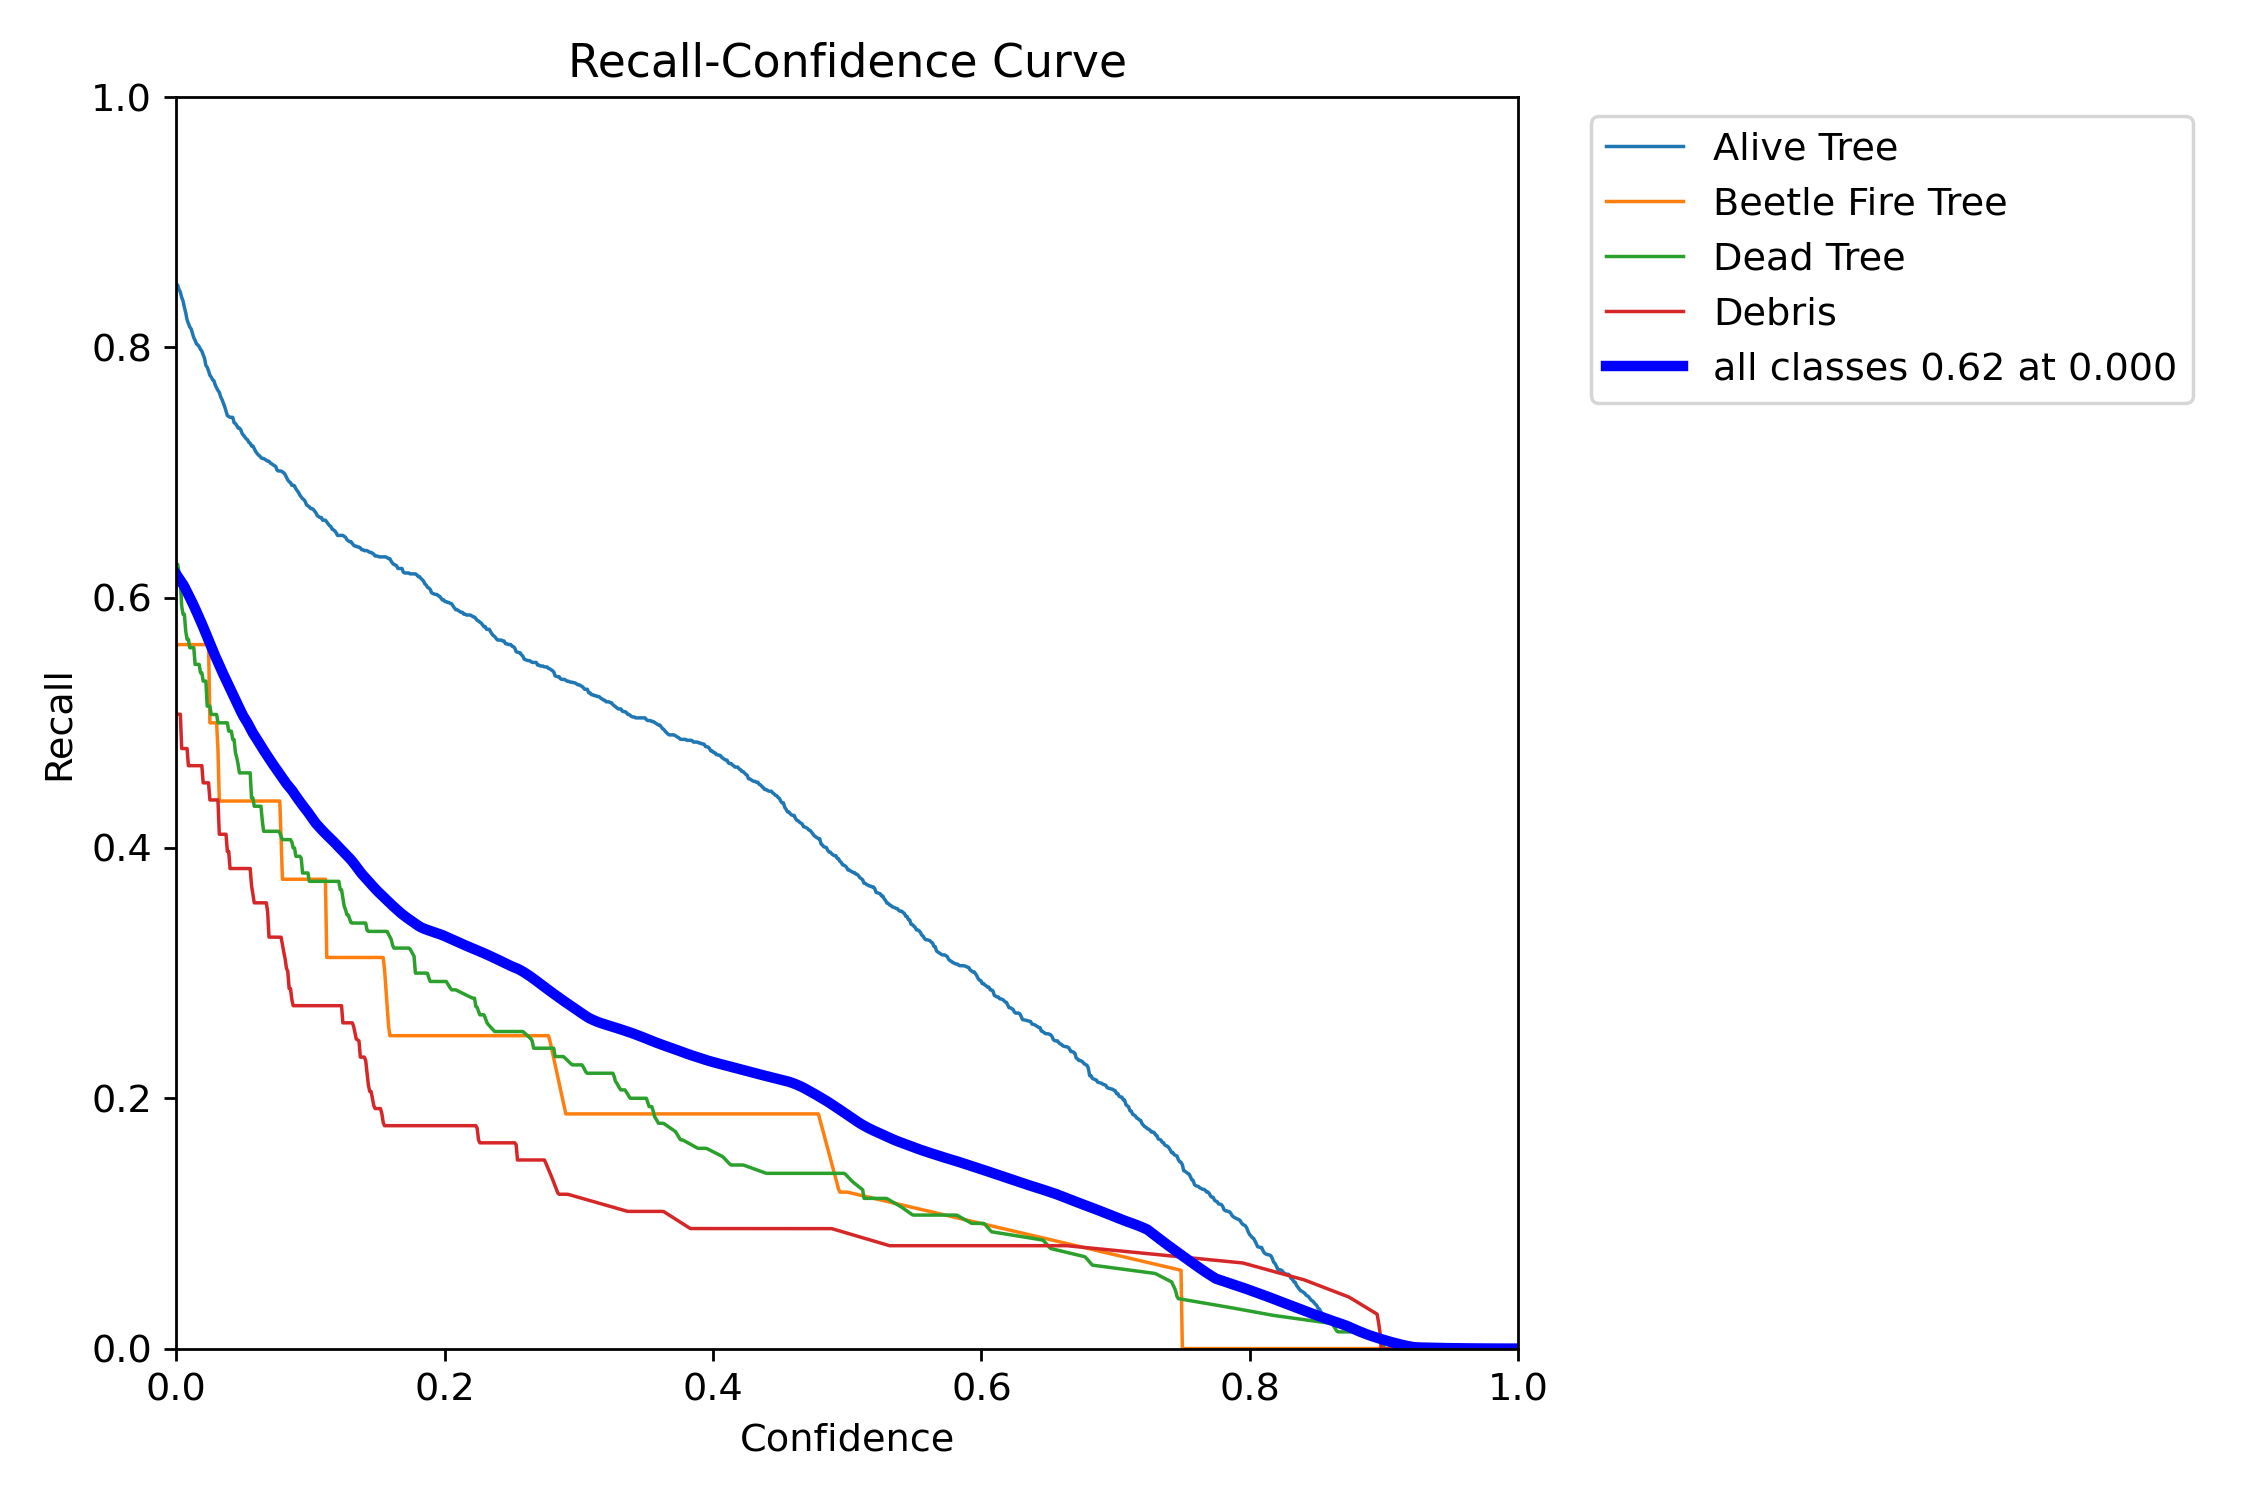 Recall-Confidence Curve
1.0
0.8
0.6
0.4
0.2
0.0
Recall
0.0 0.2 0.4 0.6 0.8 1.0
Confidence
Alive Tree
Beetle Fire Tree
Dead Tree
Debris
all classes 0.62 at 0.000